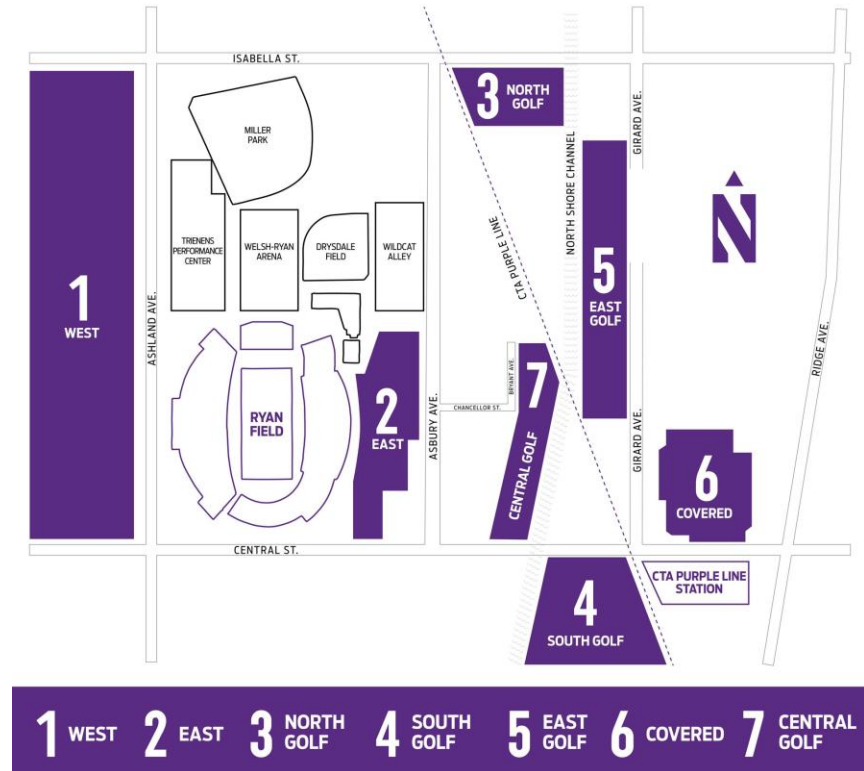 ISABELLA ST.
3 NORTH
GOLF
MILLER
PARK
GIRARD AVE.
NORTH SHORE CHANNEL
N
TRIENENS
PERFORMANCE
CENTER
WELSH-RYAN
ARENA
DRYSDALE
FIELD
WILDCAT
ALLEY
CTA PURPLE LINE
5
EAST
GOLF
1
WEST
ASHLAND AVE.
RIDGE AVE.
BRYANT AVE.
7
CENTRAL GOLF
CHANCELLOR ST.
RYAN
FIELD
2
EAST
ASBURY AVE.
GIRARD AVE.
6
COVERED
CENTRAL ST.
CTA PURPLE LINE
STATION
4
SOUTH GOLF
1 WEST
2 EAST
3 NORTH
GOLF
4 SOUTH
GOLF
5 EAST
GOLF
6 COVERED
7 CENTRAL
GOLF